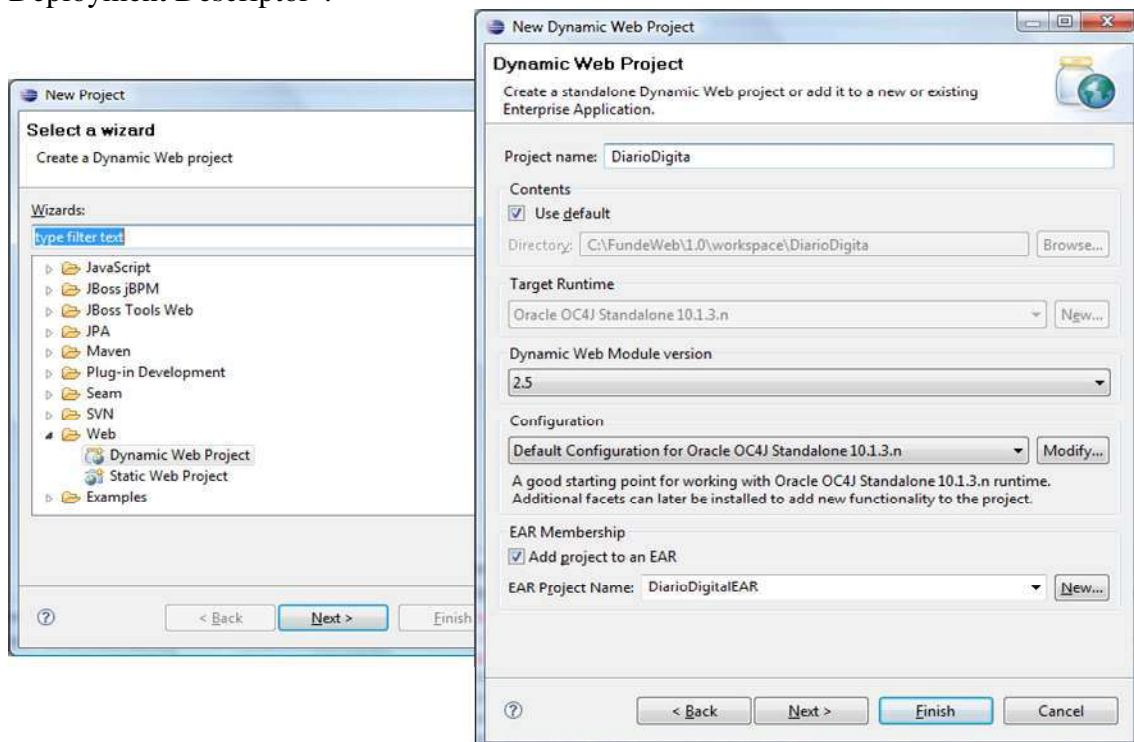 Deployment Descriptor".
New Project
Select a wizard
Create a Dynamic Web project
Wizards:
type filter text
JavaScript
JBoss jBPM
JBoss Tools Web
JPA
Maven
Plug-in Development
Seam
SVN
Web
Dynamic Web Project
Static Web Project
Examples
< Back
Next >
Finish
New Dynamic Web Project
Dynamic Web Project
Create a standalone Dynamic Web project or add it to a new or existing
Enterprise Application.
Project name: DiarioDigita
Contents
Use default
Directory: C:\FundeWeb\1.0\workspace\DiarioDigita Browse...
Target Runtime
Oracle OC4J Standalone 10.1.3.n New...
Dynamic Web Module version
2.5
Configuration
Default Configuration for Oracle OC4J Standalone 10.1.3.n Modify...
A good starting point for working with Oracle OC4J Standalone 10.1.3.n runtime.
Additional facets can later be installed to add new functionality to the project.
EAR Membership
Add project to an EAR
EAR Project Name: DiarioDigitalEAR New...
< Back Next > Finish Cancel